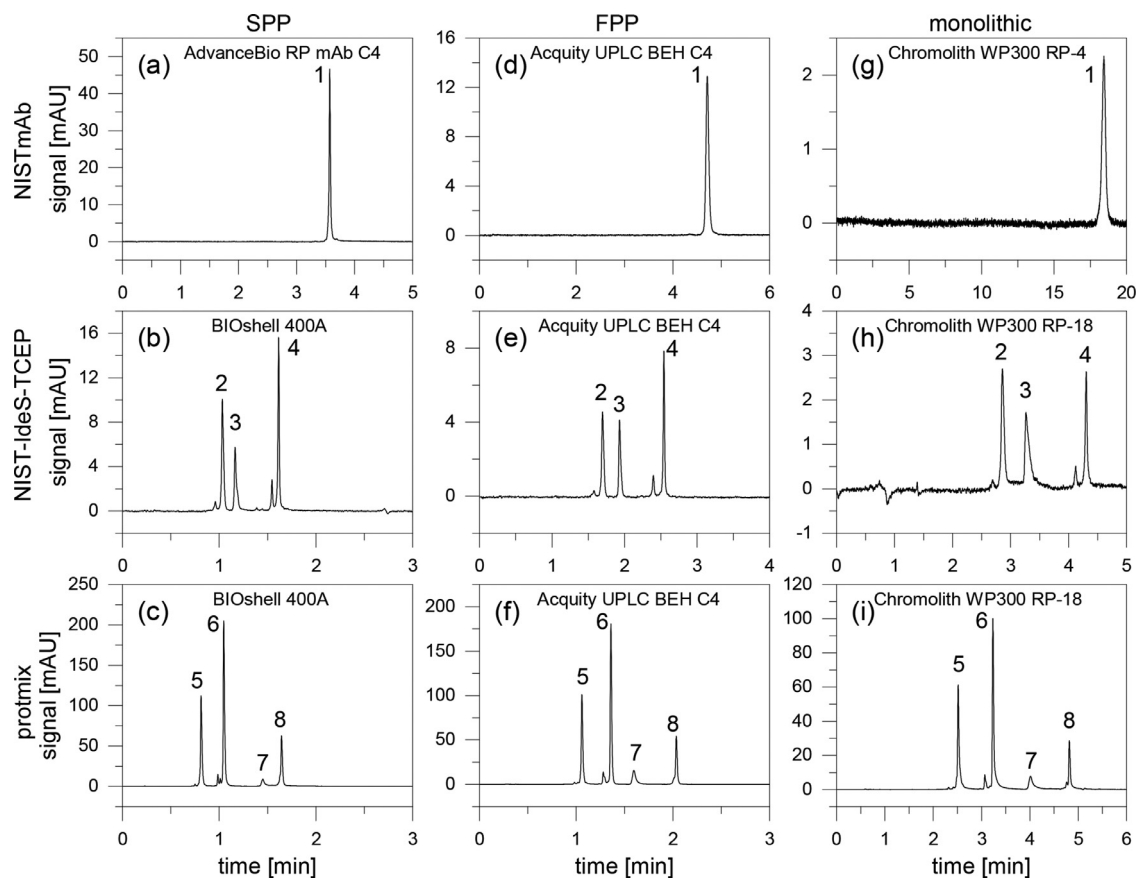 SPP FPP monolithic
NISTmAb
signal [mAU]
(a) AdvanceBio RP mAb C4
1
50
40
30
20
10
0
0 1 2 3 4 5
(d) Acquity UPLC BEH C4
1
16
12
8
4
0
0 2 4 6
(g) Chromolith WP300 RP-4
1
2
1
0
0 5 10 15 20
NIST-IdeS-TCEP
signal [mAU]
(b) BIOshell 400A
2 3 4
16
12
8
4
0
1 2 3
(e) Acquity UPLC BEH C4
2 3 4
8
4
0
0 1 2 3 4
(h) Chromolith WP300 RP-18
2 3 4
4
3
2
1
0
-1
0 1 2 3 4 5
protmix
signal [mAU]
(c) BIOshell 400A
5 6 7 8
250
200
150
100
50
0
0 1 2 3
time [min]
(f) Acquity UPLC BEH C4
5 6 7 8
200
150
100
50
0
0 1 2 3
time [min]
(i) Chromolith WP300 RP-18
5 6 7 8
120
100
80
60
40
20
0
0 1 2 3 4 5 6
time [min]